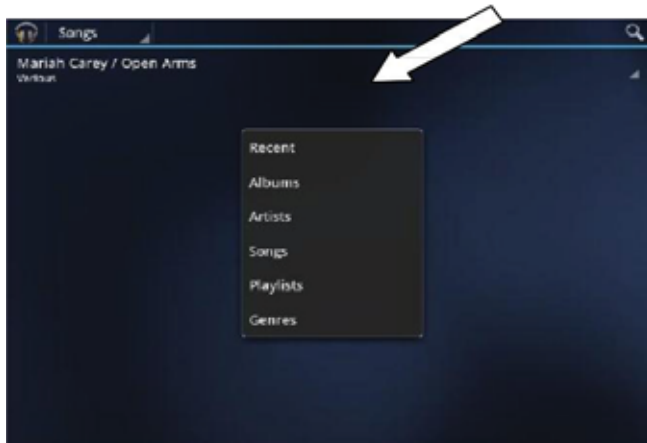 Songs
Mariah Carey / Open Arms
Various
Recent
Albums
Artists
Songs
Playlists
Genres